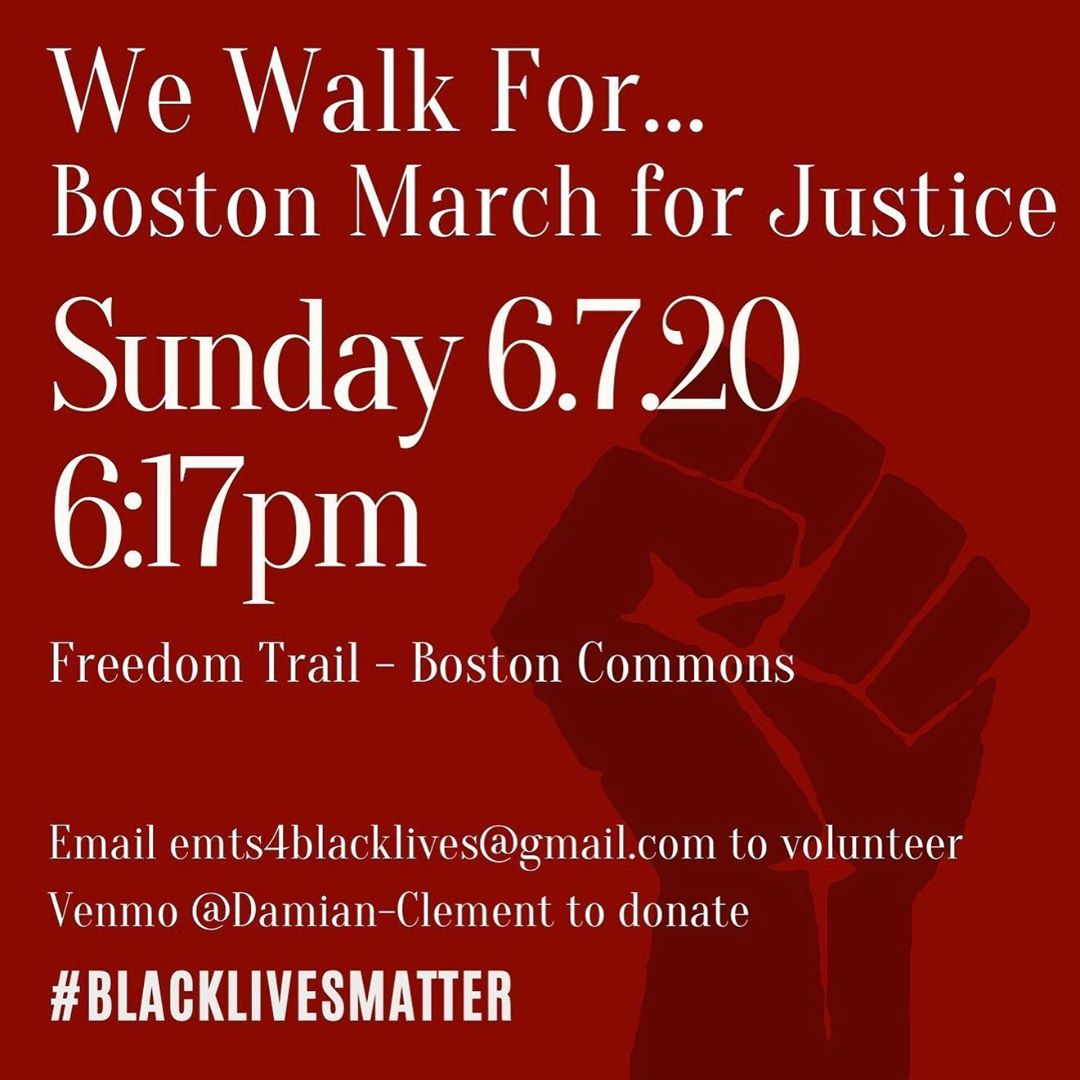 We Walk For...
Boston March for Justice
Sunday 6.7.20
6:17pm
Freedom Trail - Boston Commons
Email emts4blacklives@gmail.com to volunteer
Venmo @Damian-Clement to donate
#BLACKLIVESMATTER